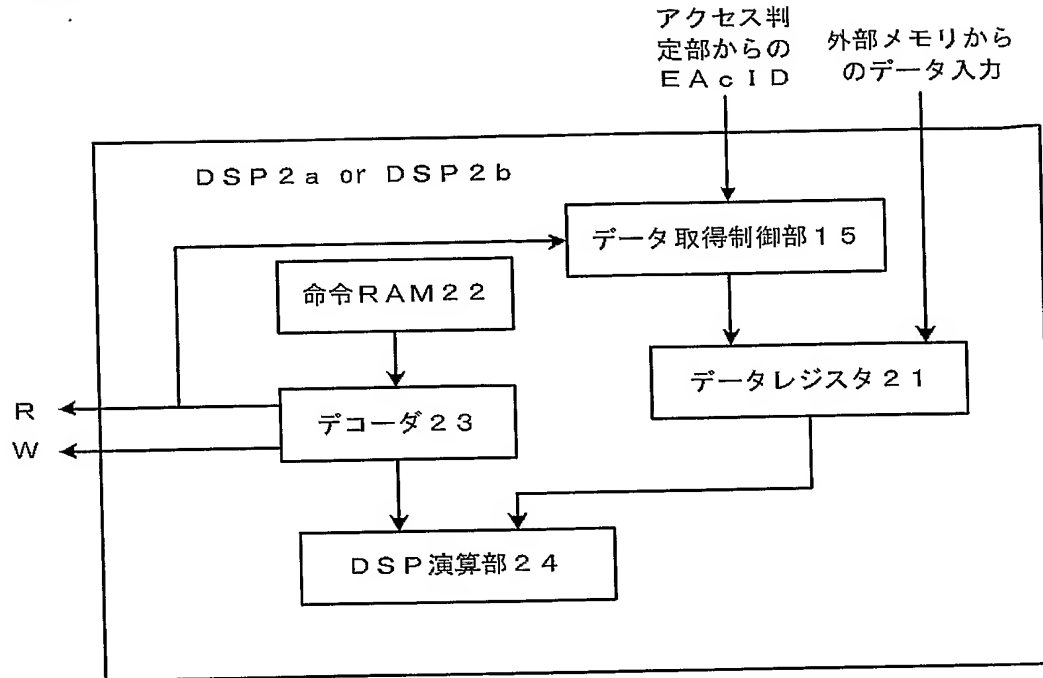 アクセス判
定部からの
ＥＡｃＩＤ
外部メモリから
のデータ入力
ＤＳＰ２ａ or ＤＳＰ２ｂ
データ取得制御部１５
命令ＲＡＭ２２
データレジスタ２１
R
デコーダ２３
W
ＤＳＰ演算部２４